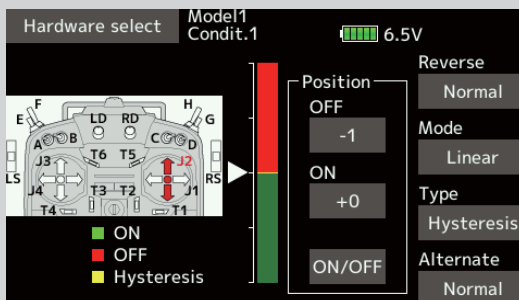 Hardware select
Model1
Condit.1
6.5V
F
E
A
B
LD
RD
H
G
C
D
J3
T6
T5
J2
LS
RS
J4
T3
T2
J1
T4
T1
ON
OFF
Hysteresis
Position
OFF
-1
ON
+0
ON/OFF
Reverse
Normal
Mode
Linear
Type
Hysteresis
Alternate
Normal